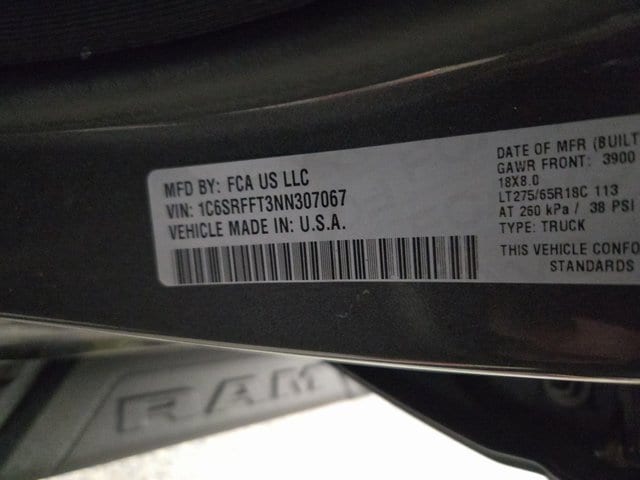 MFD BY: FCA US LLC
VIN: 1C6SRFFT3NN307067
VEHICLE MADE IN: U.S.A.
DATE OF MFR (BUILT
GAWR FRONT: 3900
18X8.0
LT275/65R18C 113
AT 260 kPa / 38 PSI
TYPE: TRUCK
THIS VEHICLE CONFO
STANDARDS
RAM